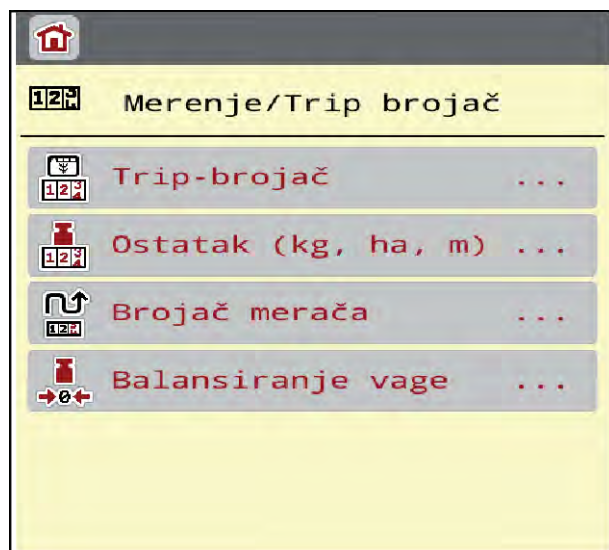 Merenje/Trip brojač
Trip-brojač ...
Ostatak (kg, ha, m) ...
Brojač merača ...
Balansiranje vage ...